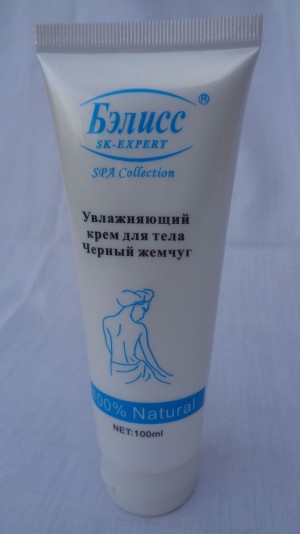 Бэлисс®
SK-EXPERT
SPA Collection
Увлажняющий
крем для тела
Черный жемчуг
100% Natural
NET:100ml